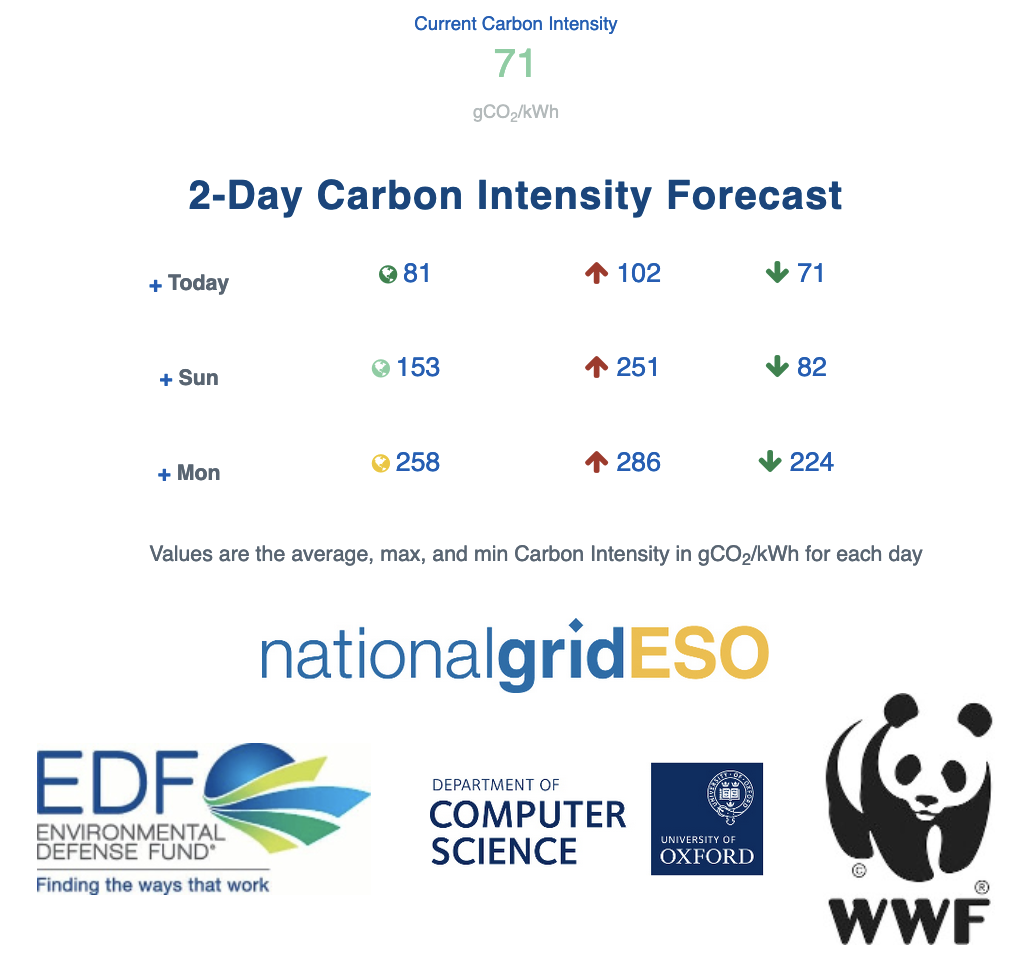 Current Carbon Intensity
71
gCO₂/kWh
2-Day Carbon Intensity Forecast
+ Today 81 102 71
+ Sun 153 251 82
+ Mon 258 286 224
Values are the average, max, and min Carbon Intensity in gCO₂/kWh for each day
nationalgridESO
EDF
ENVIRONMENTAL
DEFENSE FUND®
Finding the ways that work
DEPARTMENT OF
COMPUTER
SCIENCE
UNIVERSITY OF
OXFORD
©
®
WWF